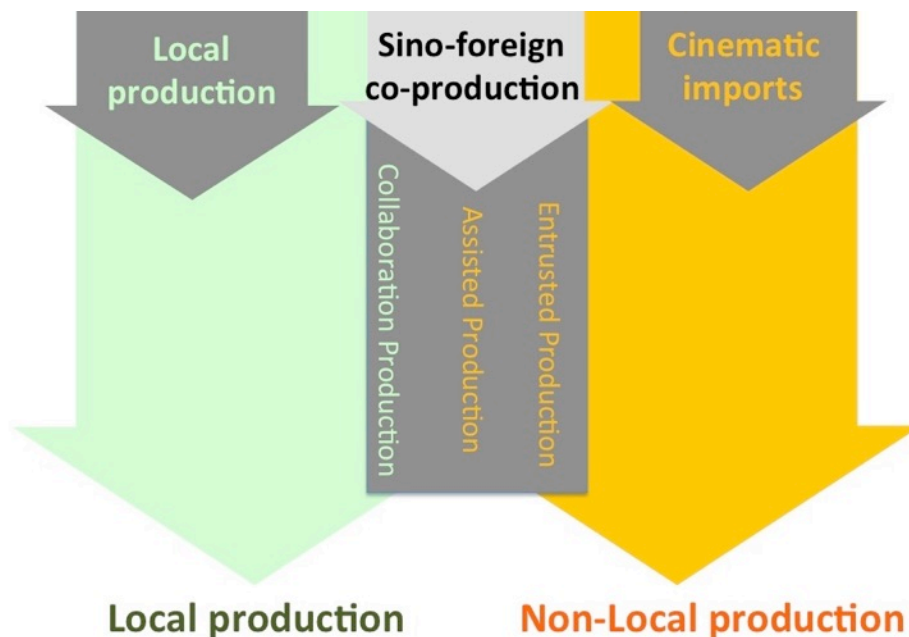 Local
production
Sino-foreign
co-production
Cinematic
imports
Collaboration Production
Assisted Production
Entrusted Production
Local production
Non-Local production